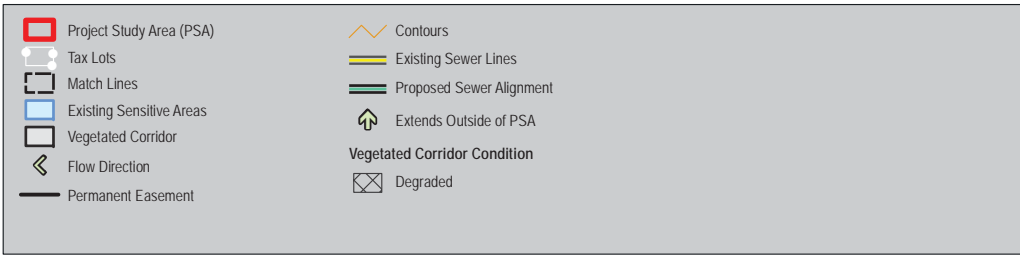 Project Study Area (PSA)
Tax Lots
Match Lines
Existing Sensitive Areas
Vegetated Corridor
Flow Direction
Permanent Easement
Contours
Existing Sewer Lines
Proposed Sewer Alignment
Extends Outside of PSA
Vegetated Corridor Condition
Degraded